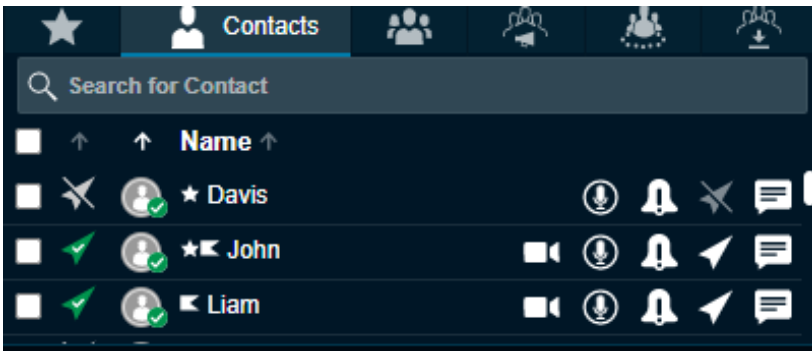 Contacts
Search for Contact
Name
Davis
John
Liam